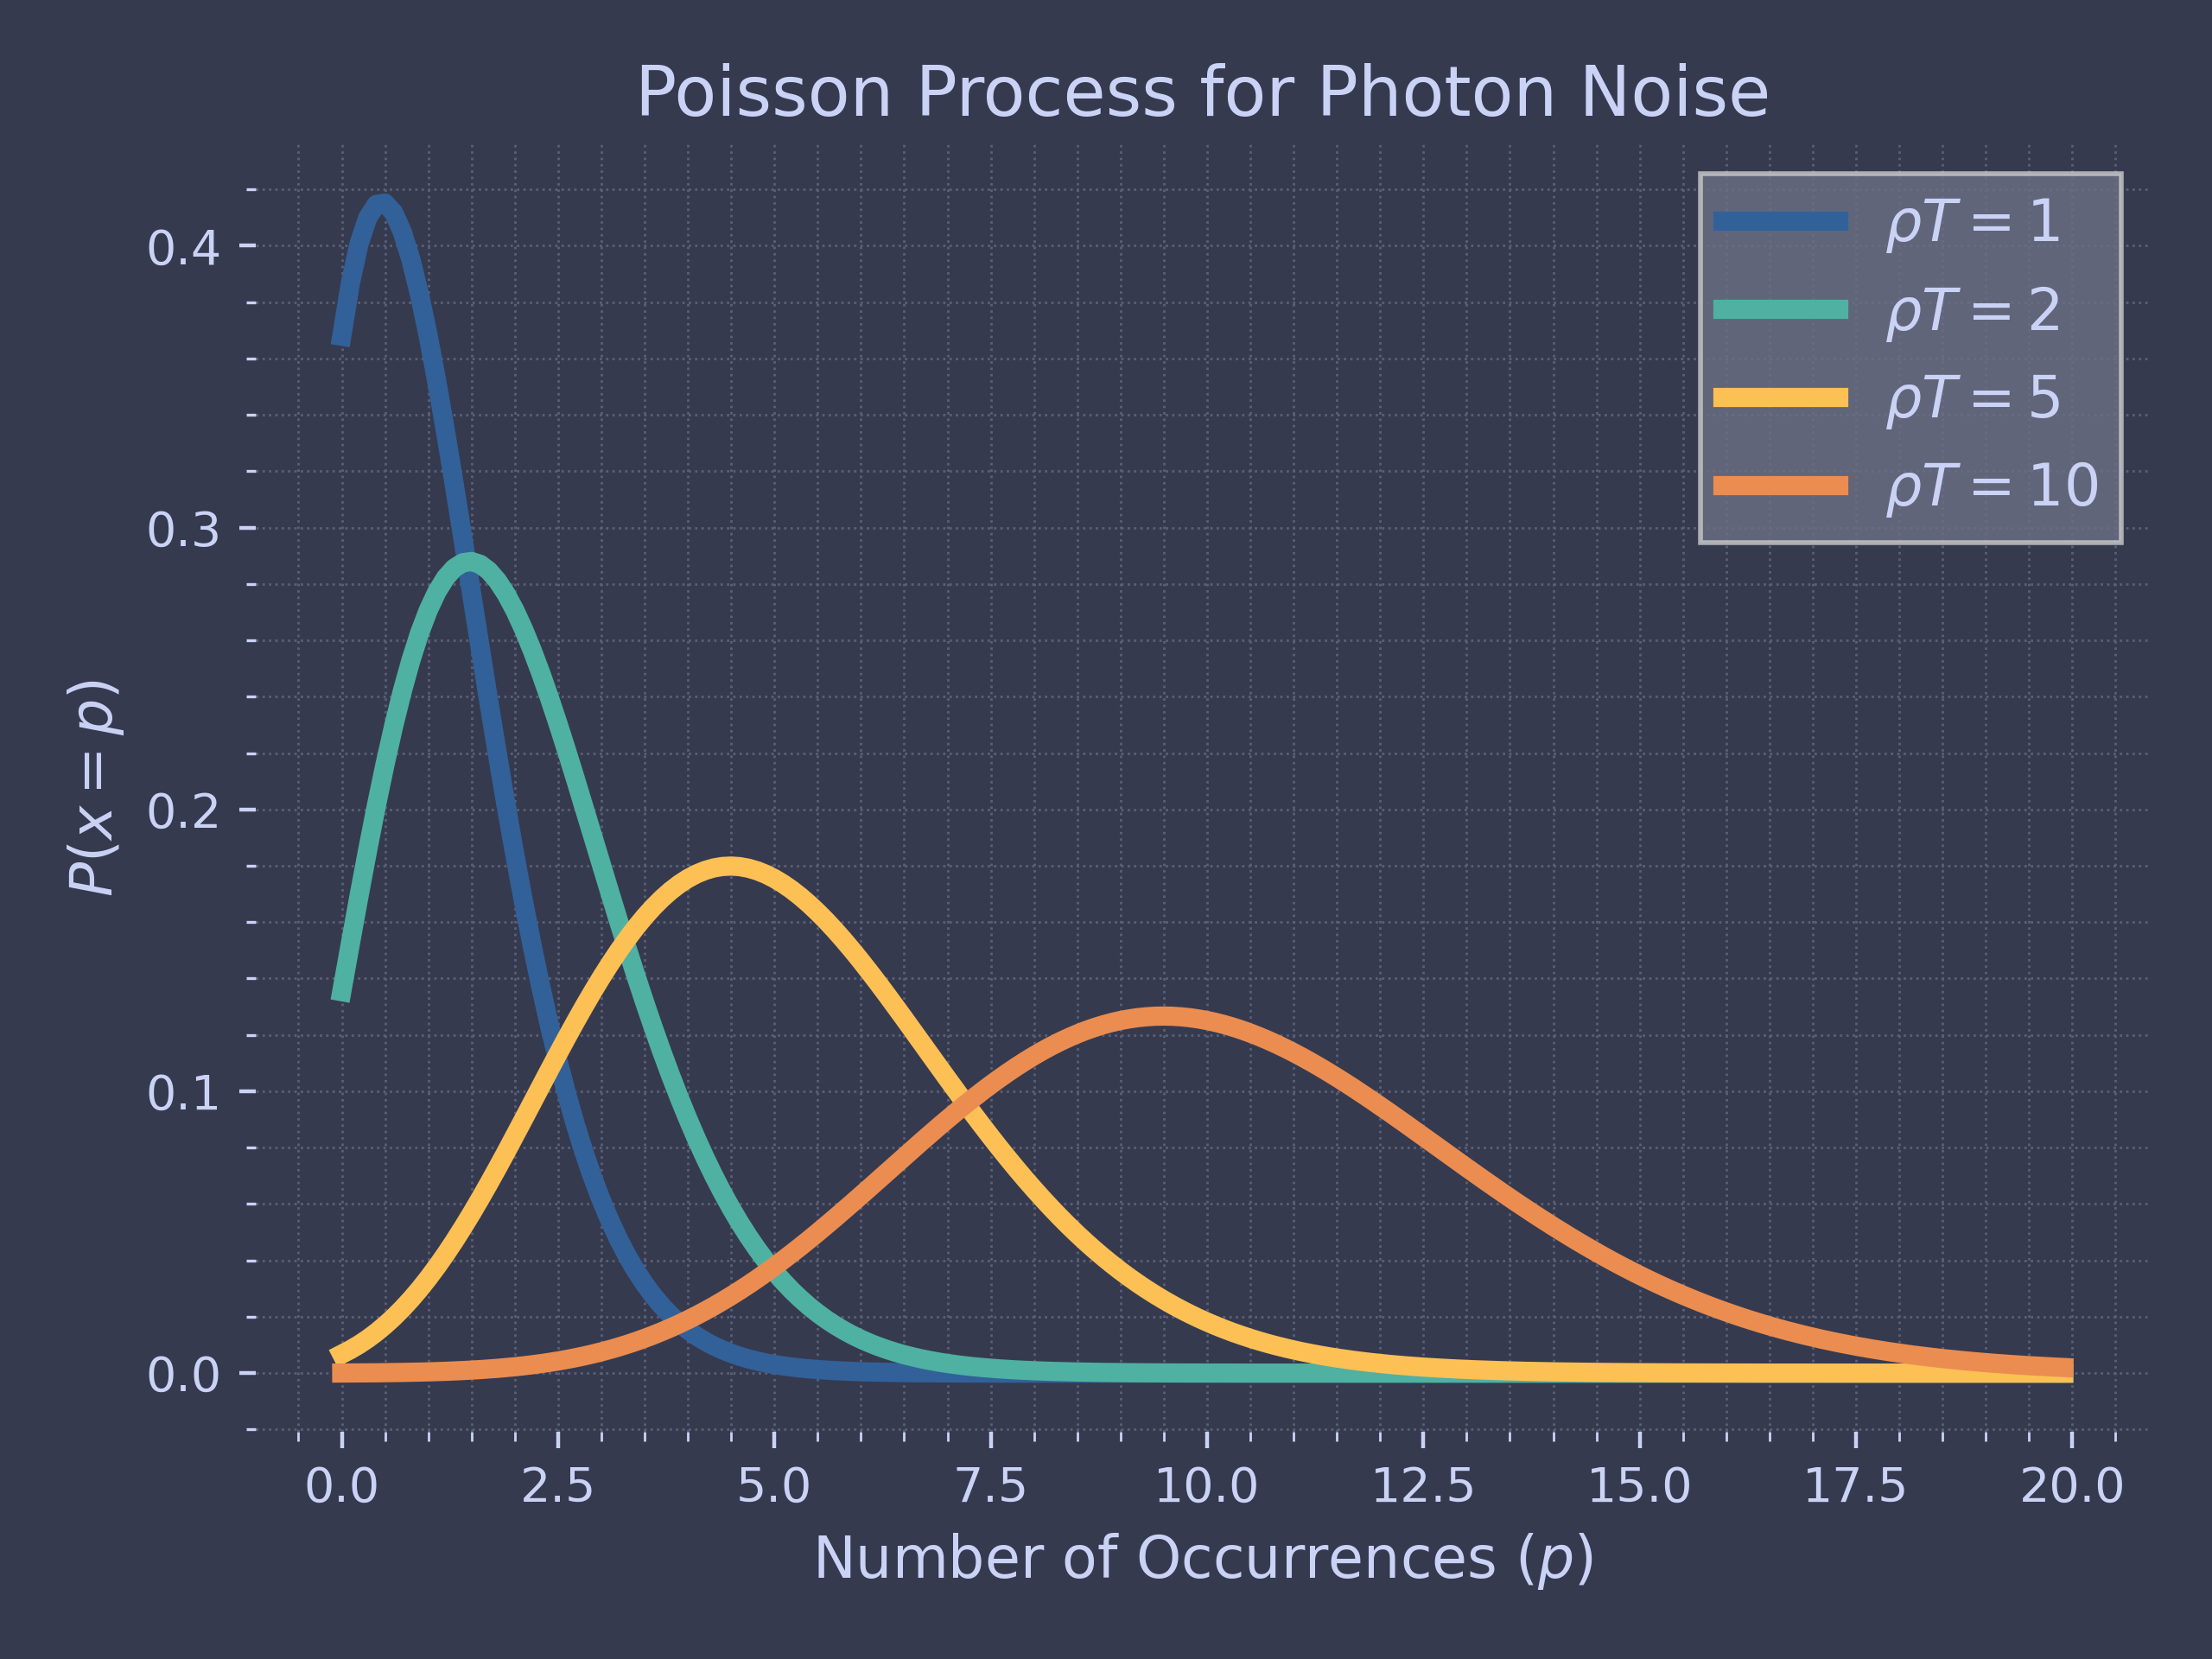 Poisson Process for Photon Noise
ρT = 1
ρT = 2
ρT = 5
ρT = 10
P(x = p)
0.4
0.3
0.2
0.1
0.0
0.0 2.5 5.0 7.5 10.0 12.5 15.0 17.5 20.0
Number of Occurrences (p)